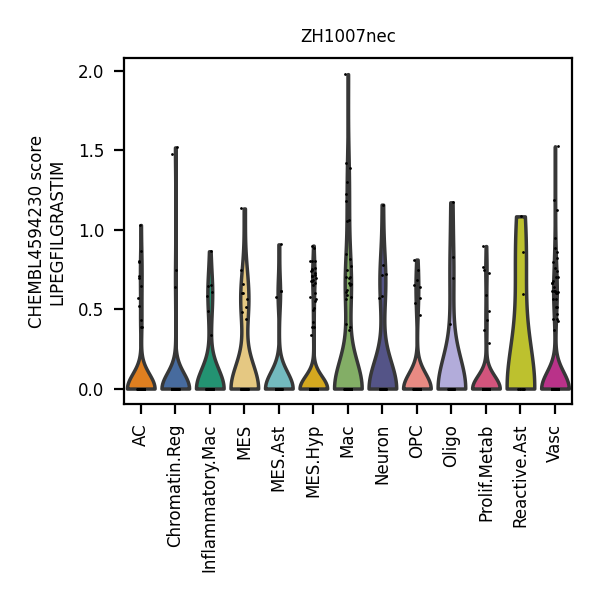 ZH1007nec
CHEMBL4594230 score
LIPEGFILGRASTIM
2.0
1.5
1.0
0.5
0.0
AC
Chromatin.Reg
Inflammatory.Mac
MES
MES.Ast
MES.Hyp
Mac
Neuron
OPC
Oligo
Prolif.Metab
Reactive.Ast
Vasc